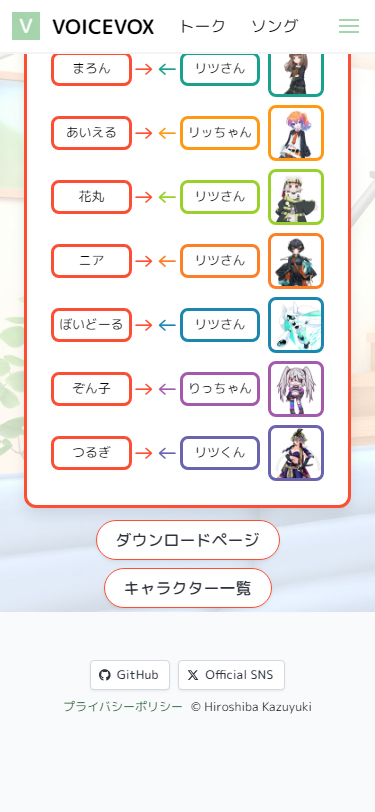 V VOICEVOX トーク ソング
まろん → ← リツさん
あいえる → ← リッちゃん
花丸 → ← リツさん
ニア → ← リツさん
ぼいどーる → ← リツさん
ぞん子 → ← りっちゃん
つるぎ → ← リツくん
ダウンロードページ
キャラクター一覧
GitHub Official SNS
プライバシーポリシー © Hiroshiba Kazuyuki